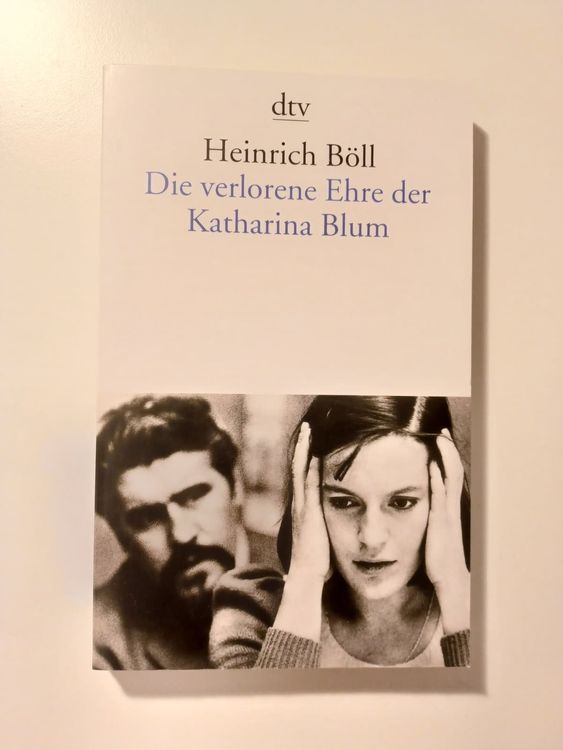 dtv
Heinrich Böll
Die verlorene Ehre der
Katharina Blum